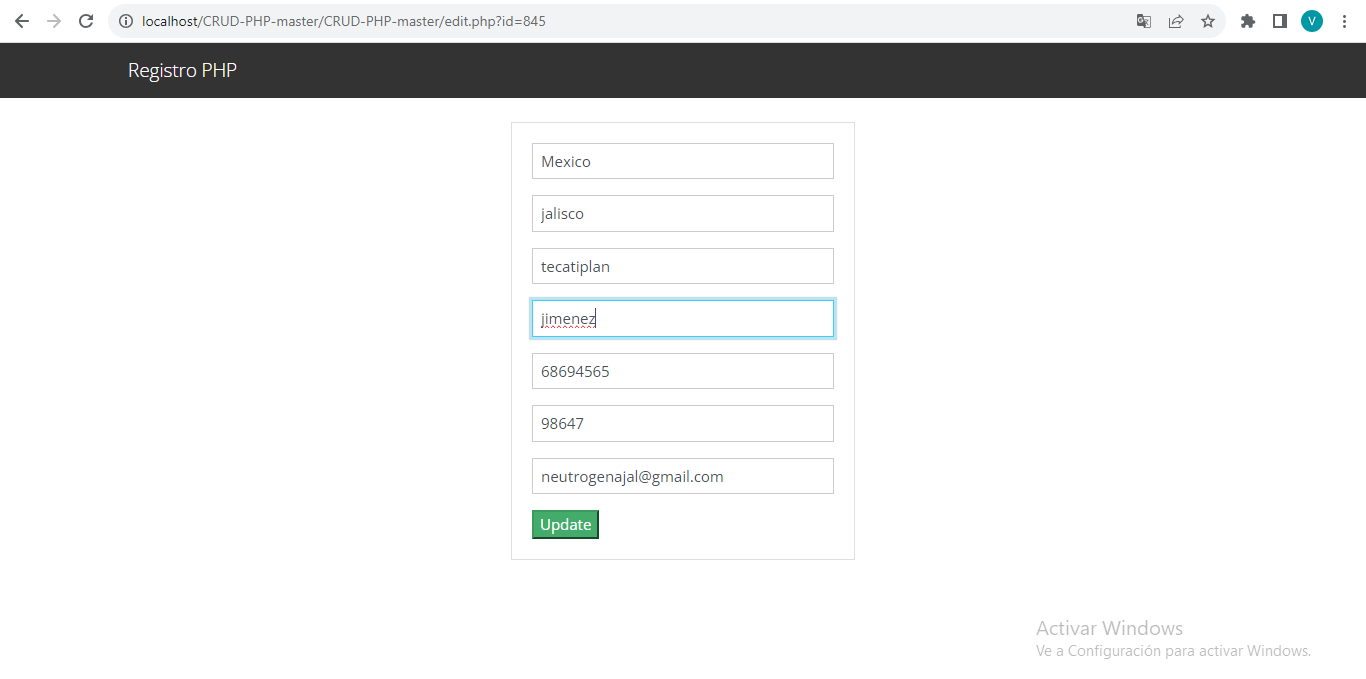 localhost/CRUD-PHP-master/CRUD-PHP-master/edit.php?id=845
V
Registro PHP
Mexico
jalisco
tecatiplan
jimenez
68694565
98647
neutrogenajal@gmail.com
Update
Activar Windows
Ve a Configuración para activar Windows.